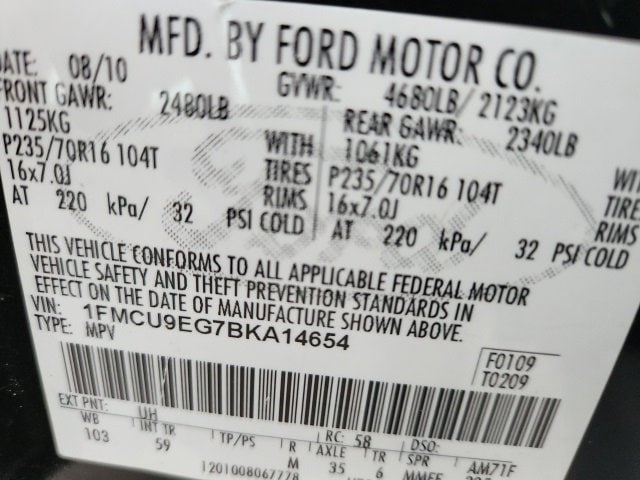 MFD. BY FORD MOTOR CO.
DATE: 08/10
GVWR: 4680LB/ 2123KG
FRONT GAWR: 2480LB
REAR GAWR: 2340LB
1125KG WITH 1061KG
P235/70R16 104T TIRES P235/70R16 104T
16x7.0J RIMS 16x7.0J RIMS
AT 220 kPa/ 32 PSI COLD AT 220 kPa/ 32 PSI COLD
THIS VEHICLE CONFORMS TO ALL APPLICABLE FEDERAL MOTOR
VEHICLE SAFETY AND THEFT PREVENTION STANDARDS IN
EFFECT ON THE DATE OF MANUFACTURE SHOWN ABOVE.
VIN: 1FMCU9EG7BKA14654
TYPE: MPV
F0109
T0209
EXT PNT: UH RC: 58 DSO:
WB INT TR TP/PS R AXLE TR SPR AM71F
103 59 M 35 6
1201008067778